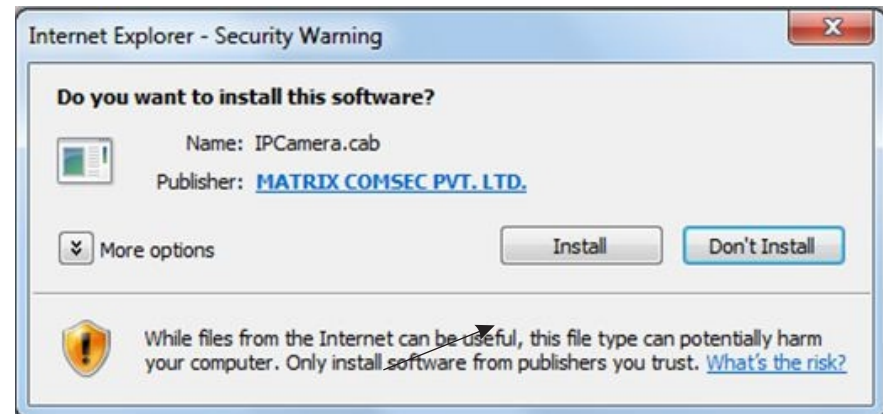 Internet Explorer - Security Warning
Do you want to install this software?
Name: IPCamera.cab
Publisher: MATRIX COMSEC PVT. LTD.
More options
Install
Don't Install
While files from the Internet can be useful, this file type can potentially harm
your computer. Only install software from publishers you trust. What's the risk?